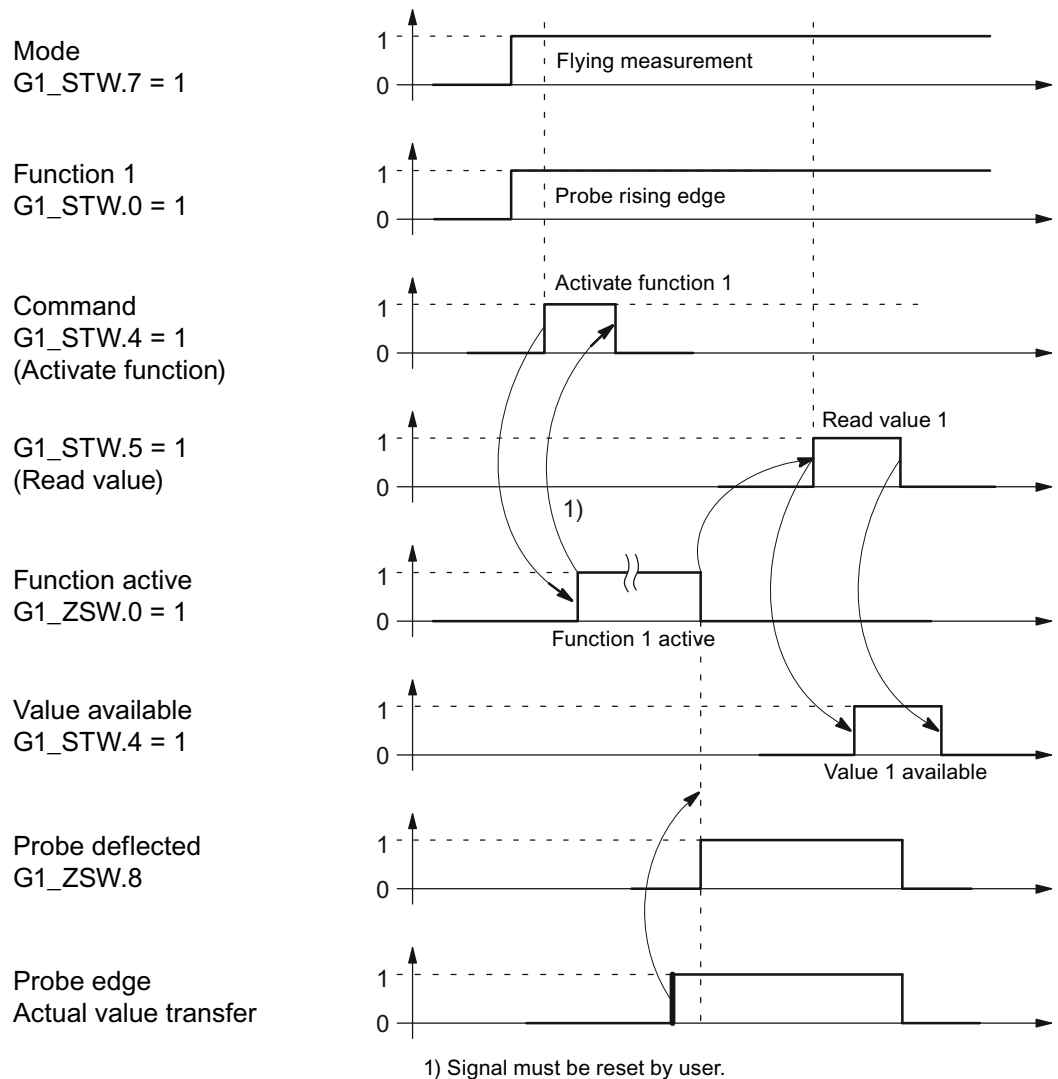 Mode
G1_STW.7 = 1
1
0
Flying measurement
Function 1
G1_STW.0 = 1
1
0
Probe rising edge
Command
G1_STW.4 = 1
(Activate function)
1
0
Activate function 1
G1_STW.5 = 1
(Read value)
1
0
Read value 1
1)
Function active
G1_ZSW.0 = 1
1
0
Function 1 active
Value available
G1_STW.4 = 1
1
0
Value 1 available
Probe deflected
G1_ZSW.8
1
0
Probe edge
Actual value transfer
1
0
1) Signal must be reset by user.